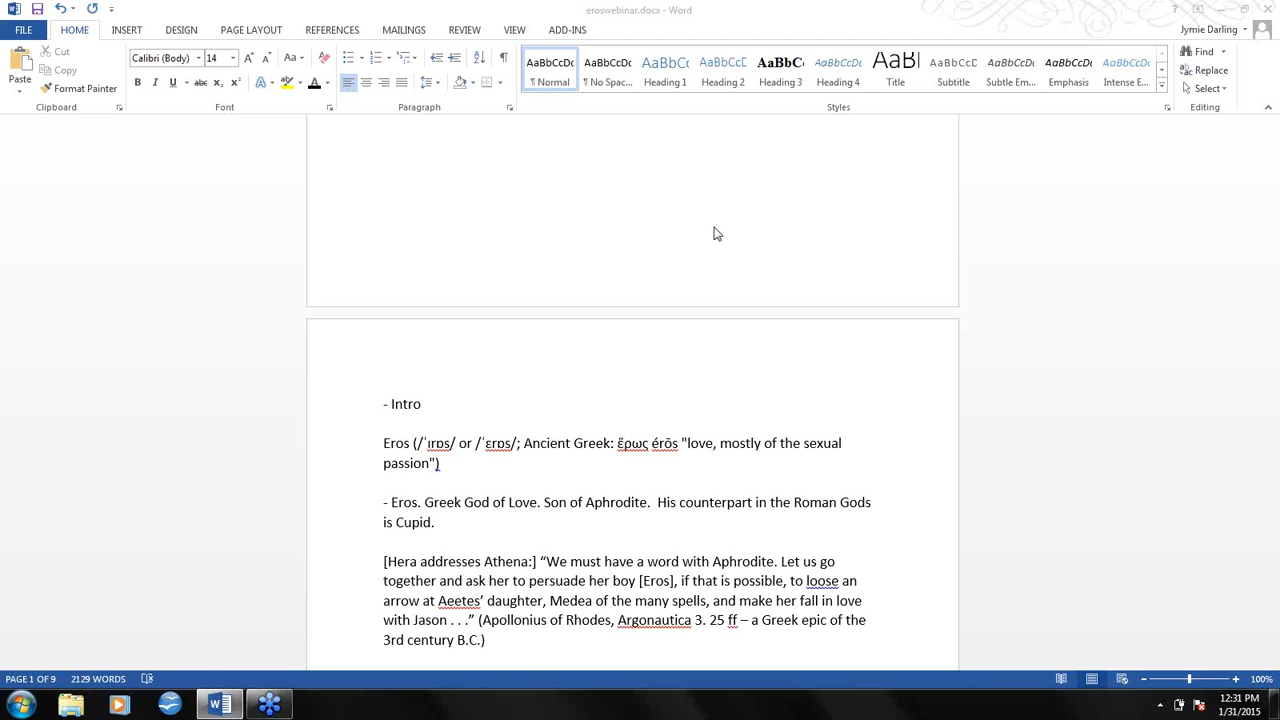 eroswebinar.docx - Word
FILE HOME INSERT DESIGN PAGE LAYOUT REFERENCES MAILINGS REVIEW VIEW ADD-INS Jymie Darling
Paste
Cut
Copy
Format Painter
Clipboard
Calibri (Body) 14
Font
Paragraph
AaBbCcDc AaBbCcDc AaBbC AaBbCcD AaBbC AaBbCcDc AaBl AaBbCcD AaBbCcDc AaBbCcDc AaBbCcDc
¶ Normal ¶ No Spac... Heading 1 Heading 2 Heading 3 Heading 4 Title Subtitle Subtle Em... Emphasis Intense E...
Styles
Find
Replace
Select
Editing
- Intro
Eros (/ˈɪrɒs/ or /ˈɛrɒs/; Ancient Greek: ἔρως érōs "love, mostly of the sexual
passion")
- Eros. Greek God of Love. Son of Aphrodite.  His counterpart in the Roman Gods
is Cupid.
[Hera addresses Athena:] “We must have a word with Aphrodite. Let us go
together and ask her to persuade her boy [Eros], if that is possible, to loose an
arrow at Aeetes’ daughter, Medea of the many spells, and make her fall in love
with Jason . . .” (Apollonius of Rhodes, Argonautica 3. 25 ff – a Greek epic of the
3rd century B.C.)
PAGE 1 OF 9 2129 WORDS 100%
12:31 PM
1/31/2015